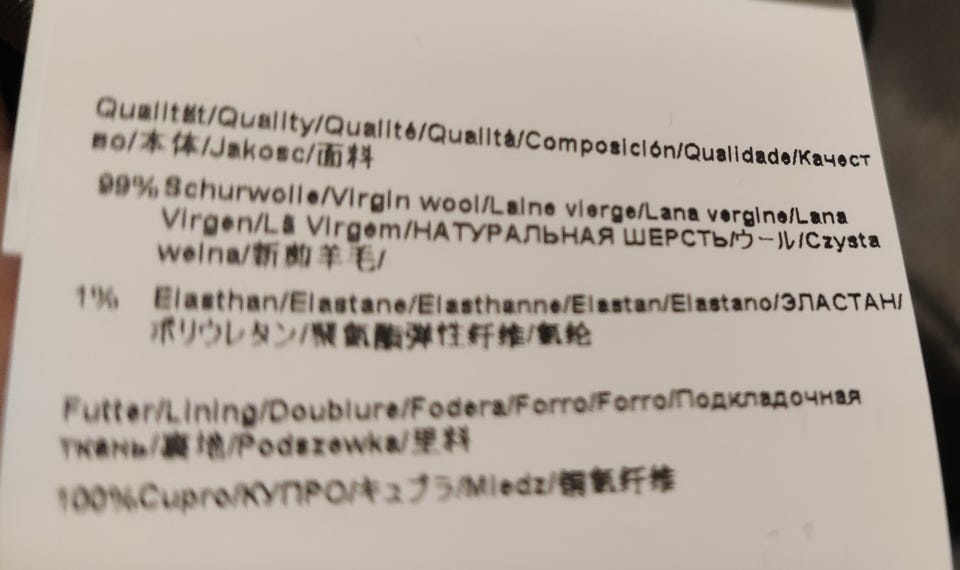 Qualität/Quality/Qualité/Qualità/Composición/Qualidade/Качест
во/本体/Jakosc/面料
99% Schurwolle/Virgin wool/Laine vierge/Lana vergine/Lana
Virgen/Lã Virgem/НАТУРАЛЬНАЯ ШЕРСТЬ/ウール/Czysta
welna/新剪羊毛/
1% Elasthan/Elastane/Elasthanne/Elastan/Elastano/ЭЛАСТАН/
ポリウレタン/聚氨酯弹性纤维/氨纶
Futter/Lining/Doublure/Fodera/Forro/Forro/Подкладочная
ткань/裏地/Podszewka/里料
100%Cupro/КУПРО/キュプラ/Miedz/铜氨纤维